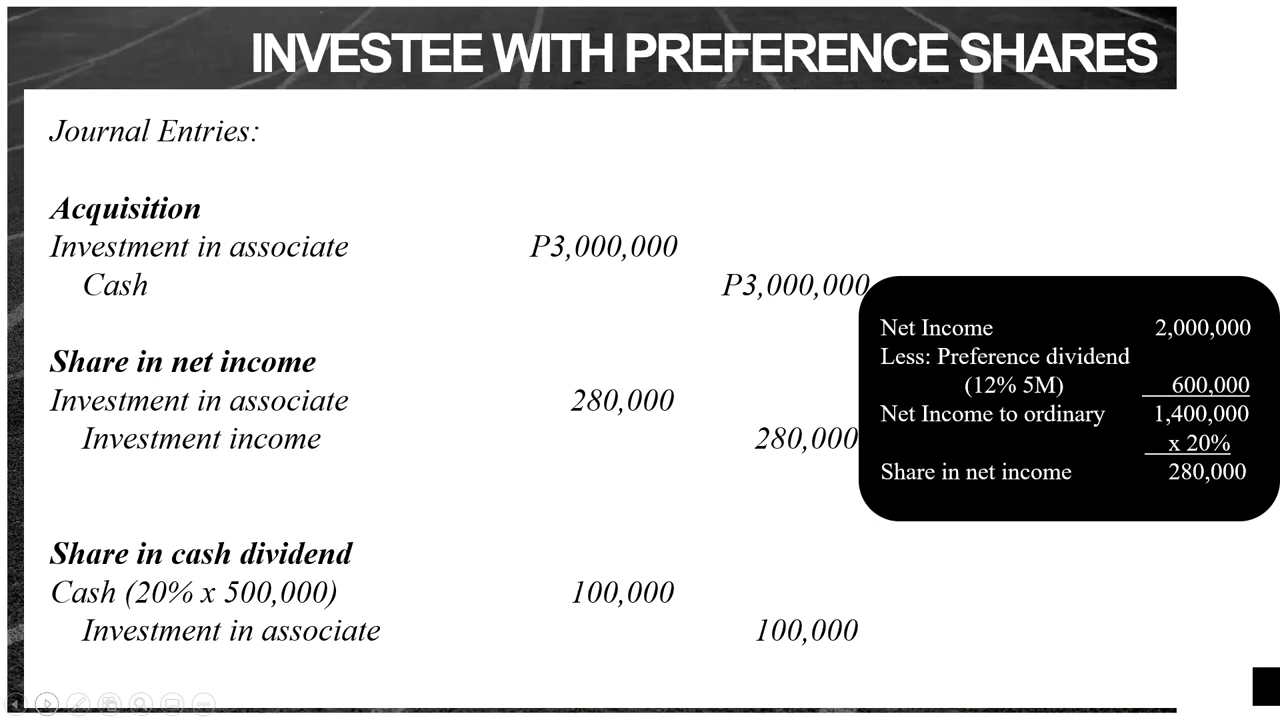 INVESTEE WITH PREFERENCE SHARES
Journal Entries:
Acquisition
Investment in associate P3,000,000
Cash P3,000,000
Share in net income
Investment in associate 280,000
Investment income 280,000
Net Income 2,000,000
Less: Preference dividend
(12% 5M) 600,000
Net Income to ordinary 1,400,000
x 20%
Share in net income 280,000
Share in cash dividend
Cash (20% x 500,000) 100,000
Investment in associate 100,000